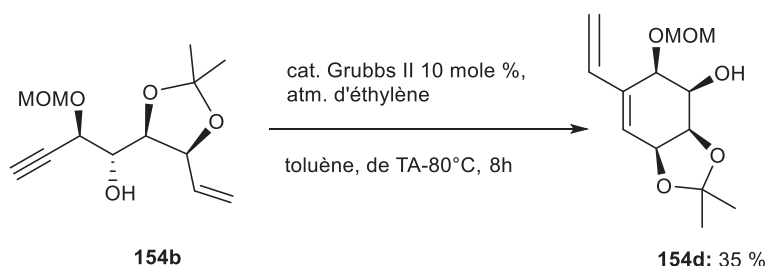 MOMO
O
O
OH
154b
cat. Grubbs II 10 mole %,
atm. d'éthylène
toluène, de TA-80°C, 8h
OMOM
OH
O
O
154d: 35 %